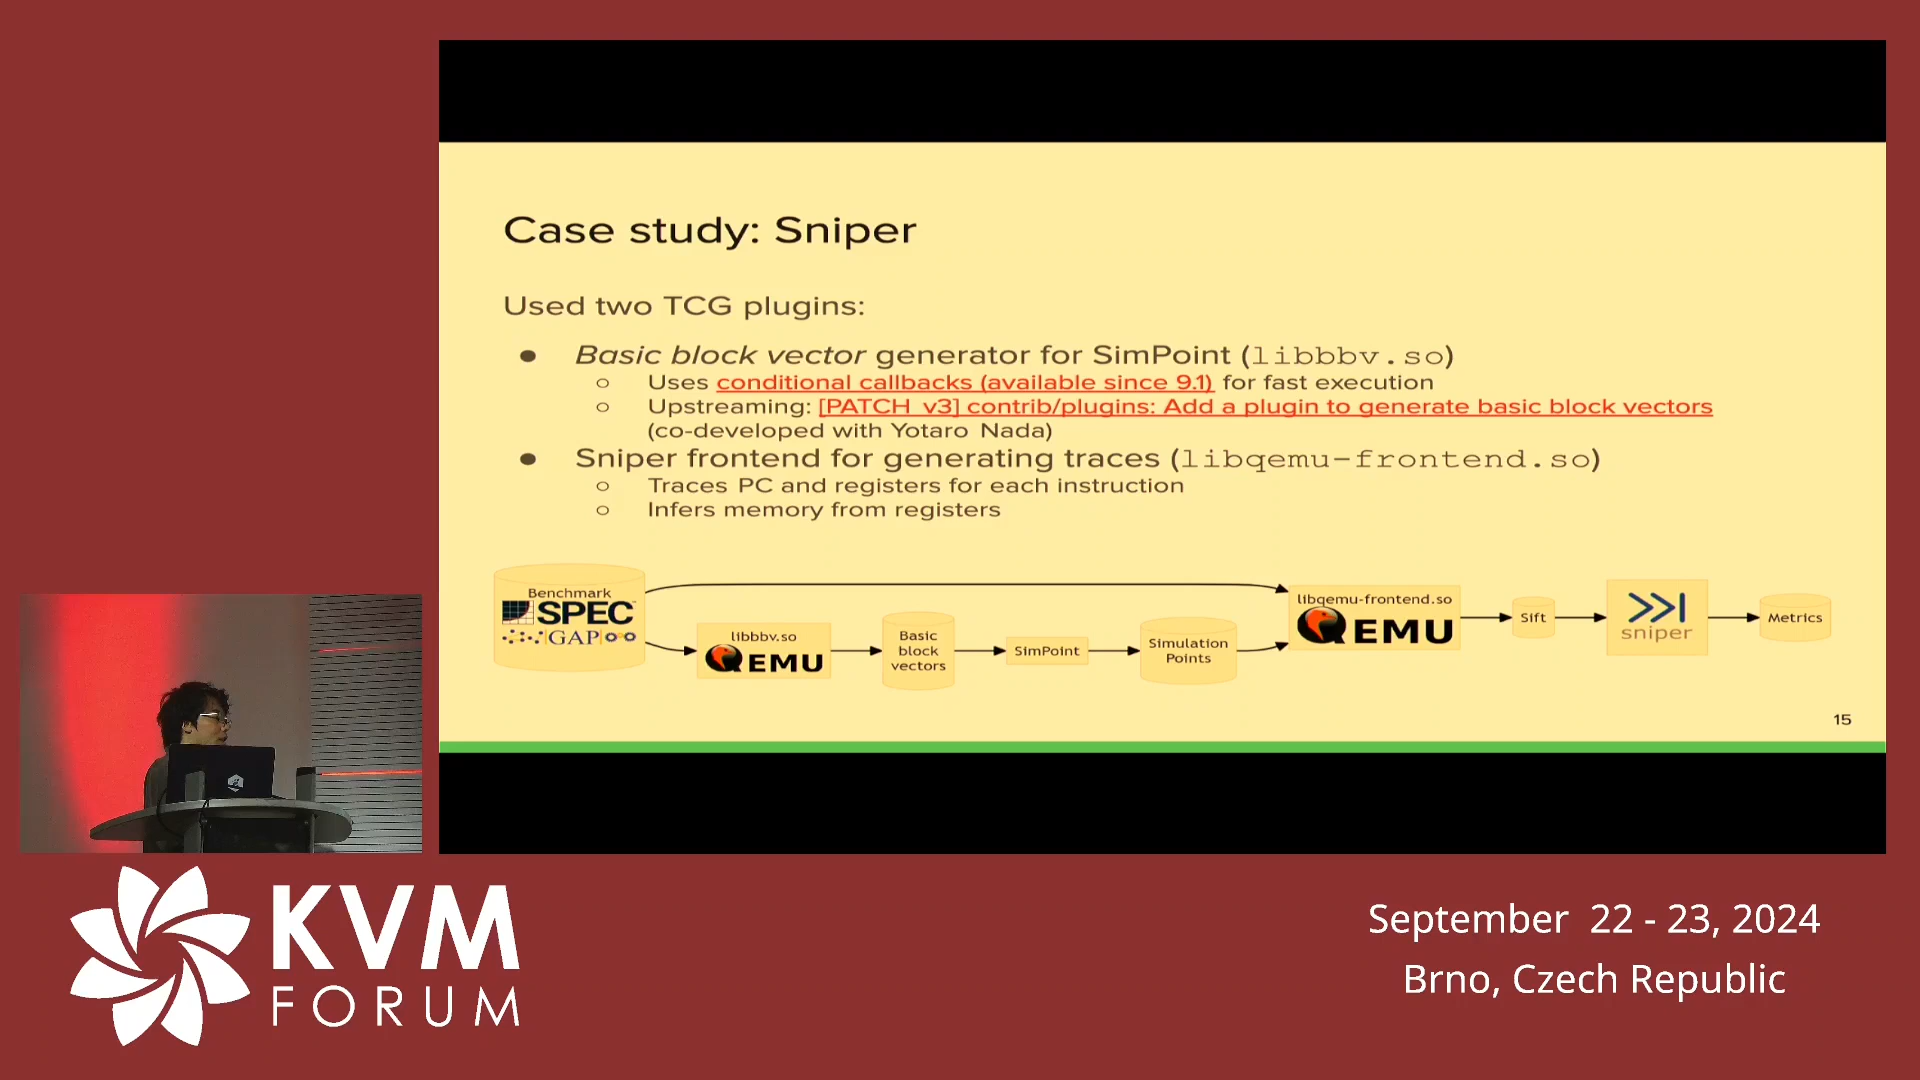 Case study: Sniper
Used two TCG plugins:
● Basic block vector generator for SimPoint (libbbv.so)
○ Uses conditional callbacks (available since 9.1) for fast execution
○ Upstreaming: [PATCH v3] contrib/plugins: Add a plugin to generate basic block vectors
(co-developed with Yotaro Nada)
● Sniper frontend for generating traces (libqemu-frontend.so)
○ Traces PC and registers for each instruction
○ Infers memory from registers
Benchmark
SPEC
GAP
libbbv.so
QEMU
Basic
block
vectors
SimPoint
Simulation
Points
libqemu-frontend.so
QEMU
Sift
sniper
Metrics
15
KVM
FORUM
September 22 - 23, 2024
Brno, Czech Republic